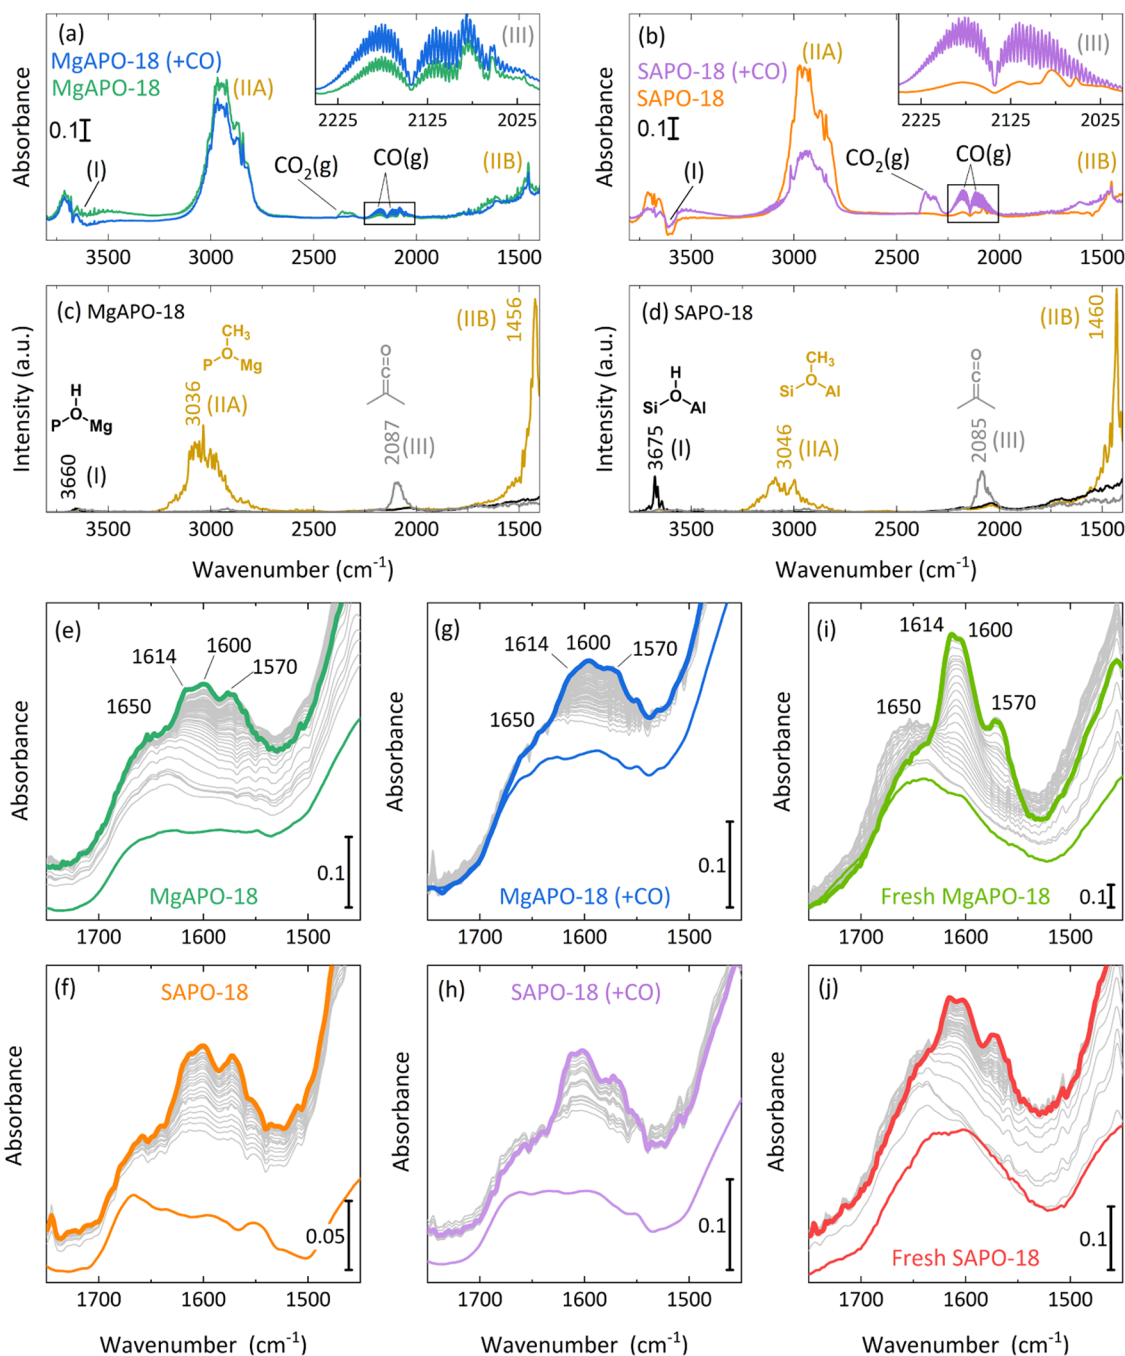 (a)
MgAPO-18 (+CO)
MgAPO-18
0.1
(I)
(IIA)
CO2(g)
CO(g)
(IIB)
(III)
2225 2125 2025
3500 3000 2500 2000 1500
Absorbance
(b)
SAPO-18 (+CO)
SAPO-18
0.1
(I)
(IIA)
CO2(g)
CO(g)
(IIB)
(III)
2225 2125 2025
3500 3000 2500 2000 1500
Absorbance
(c) MgAPO-18
H
O
P Mg
3660
(I)
CH3
O
P Mg
3036
(IIA)
O
C
2087
(III)
(IIB)
1456
3500 3000 2500 2000 1500
Intensity (a.u.)
Wavenumber (cm-1)
(d) SAPO-18
H
O
Si Al
3675
(I)
CH3
O
Si Al
3046
(IIA)
O
C
2085
(III)
(IIB)
1460
3500 3000 2500 2000 1500
Intensity (a.u.)
Wavenumber (cm-1)
(e)
1650
1614
1600
1570
0.1
MgAPO-18
1700 1600 1500
Absorbance
(g)
1650
1614
1600
1570
0.1
MgAPO-18 (+CO)
1700 1600 1500
Absorbance
(i)
1650
1614
1600
1570
0.1
Fresh MgAPO-18
1700 1600 1500
Absorbance
(f)
SAPO-18
0.05
1700 1600 1500
Absorbance
Wavenumber (cm-1)
(h)
SAPO-18 (+CO)
0.1
1700 1600 1500
Absorbance
Wavenumber (cm-1)
(j)
0.1
Fresh SAPO-18
1700 1600 1500
Absorbance
Wavenumber (cm-1)